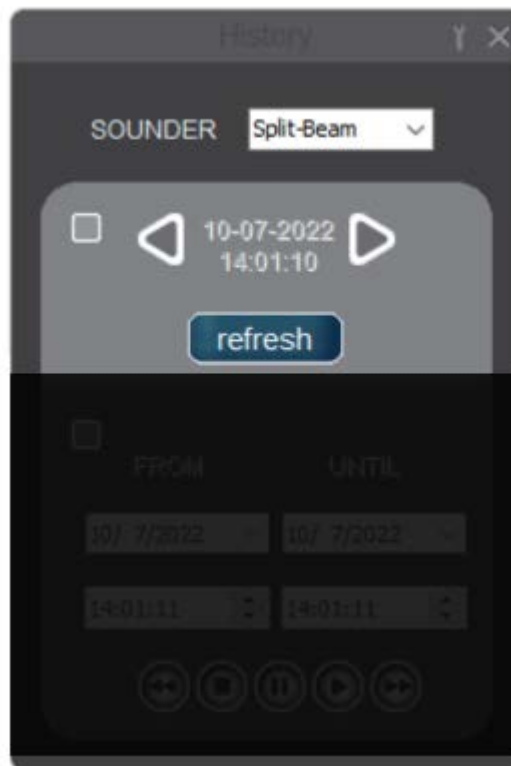 History
SOUNDER Split-Beam
10-07-2022
14:01:10
refresh
FROM UNTIL
10/ 7/2022 10/ 7/2022
14:01:11 14:01:11